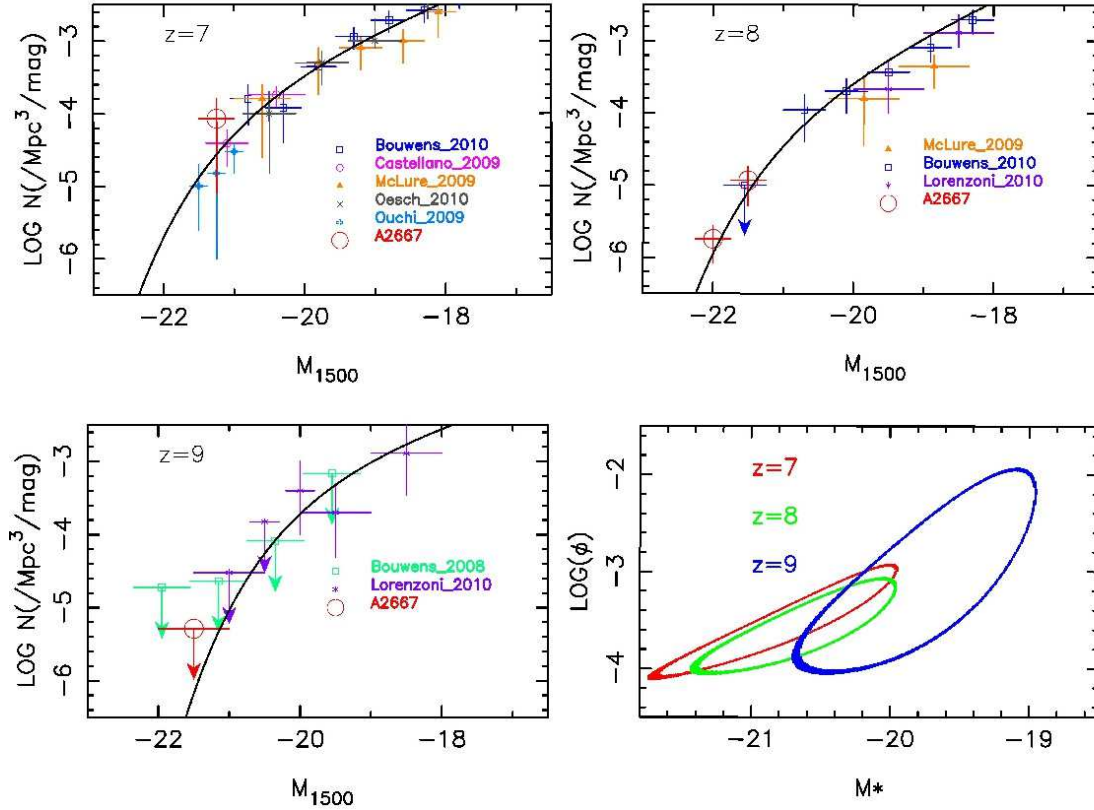 LOG N(/Mpc³/mag)
-3
-4
-5
-6
z=7
Bouwens_2010
Castellano_2009
McLure_2009
Oesch_2010
Ouchi_2009
A2667
-22 -20 -18
M1500
LOG N(/Mpc³/mag)
-3
-4
-5
-6
z=8
McLure_2009
Bouwens_2010
Lorenzoni_2010
A2667
-22 -20 -18
M1500
LOG N(/Mpc³/mag)
-3
-4
-5
-6
z=9
Bouwens_2008
Lorenzoni_2010
A2667
-22 -20 -18
M1500
LOG(ϕ)
-2
-3
-4
z=7
z=8
z=9
-21 -20 -19
M*